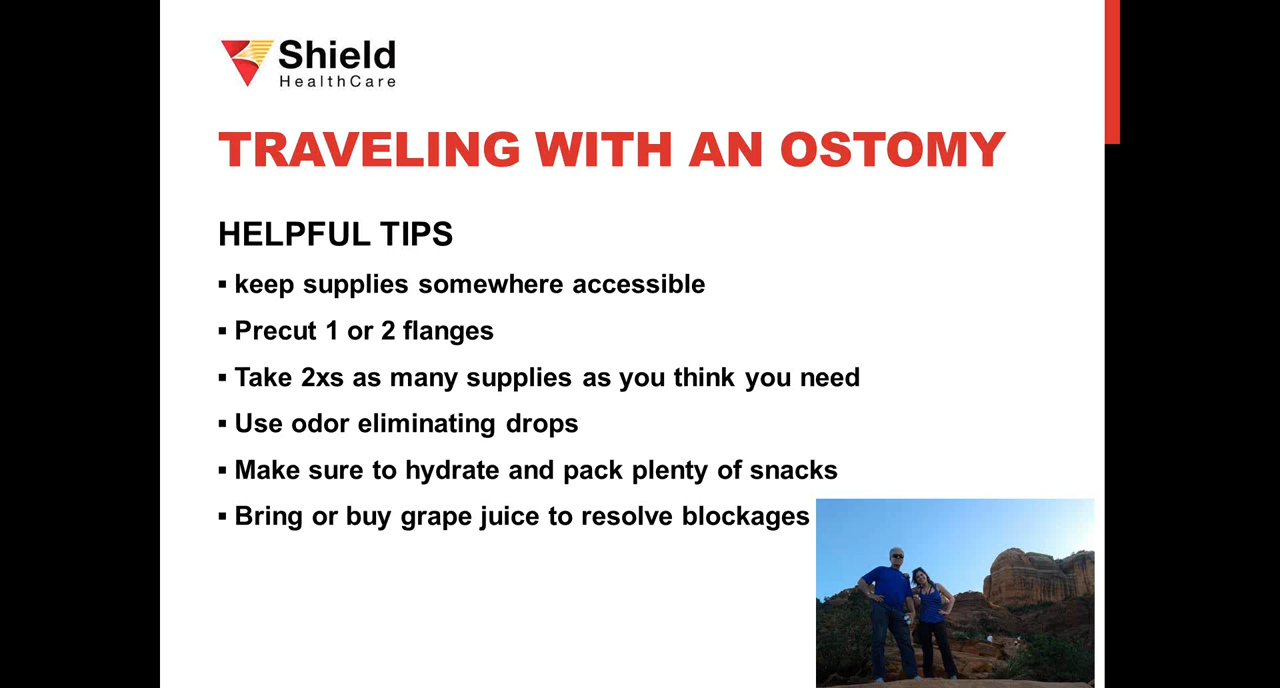 Shield
HealthCare
TRAVELING WITH AN OSTOMY
HELPFUL TIPS
▪ keep supplies somewhere accessible
▪ Precut 1 or 2 flanges
▪ Take 2xs as many supplies as you think you need
▪ Use odor eliminating drops
▪ Make sure to hydrate and pack plenty of snacks
▪ Bring or buy grape juice to resolve blockages